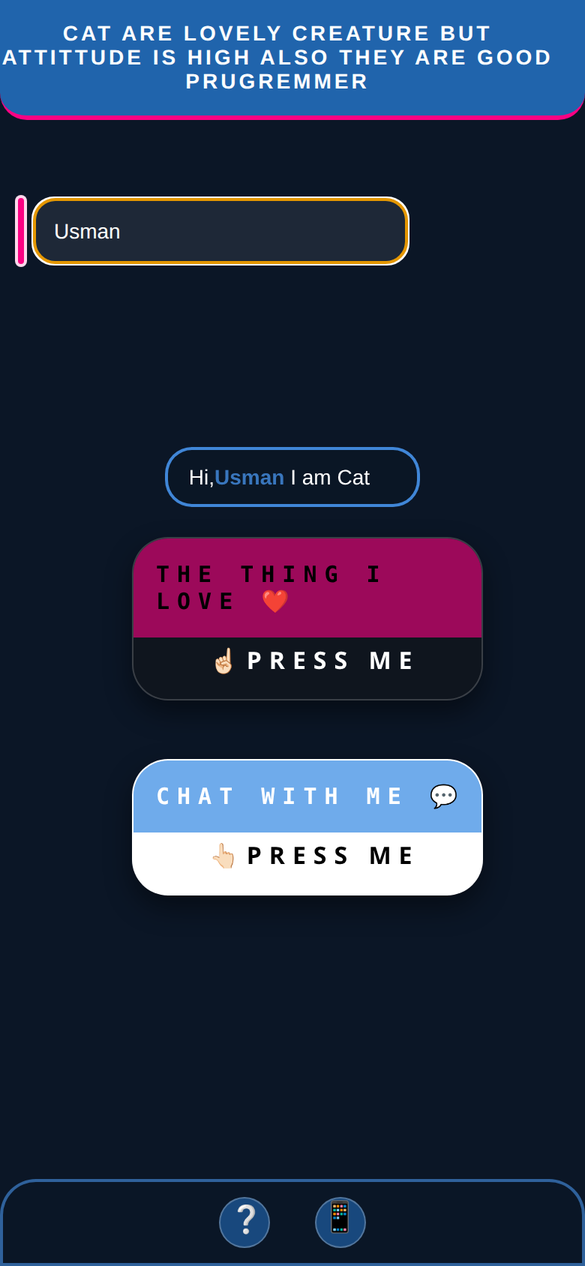 CAT ARE LOVELY CREATURE BUT
ATTITTUDE IS HIGH ALSO THEY ARE GOOD
PRUGREMMER
Usman
Hi,Usman I am Cat
THE THING I
LOVE ❤️
☝🏻PRESS ME
CHAT WITH ME 💬
👆🏻PRESS ME
❔ 📱